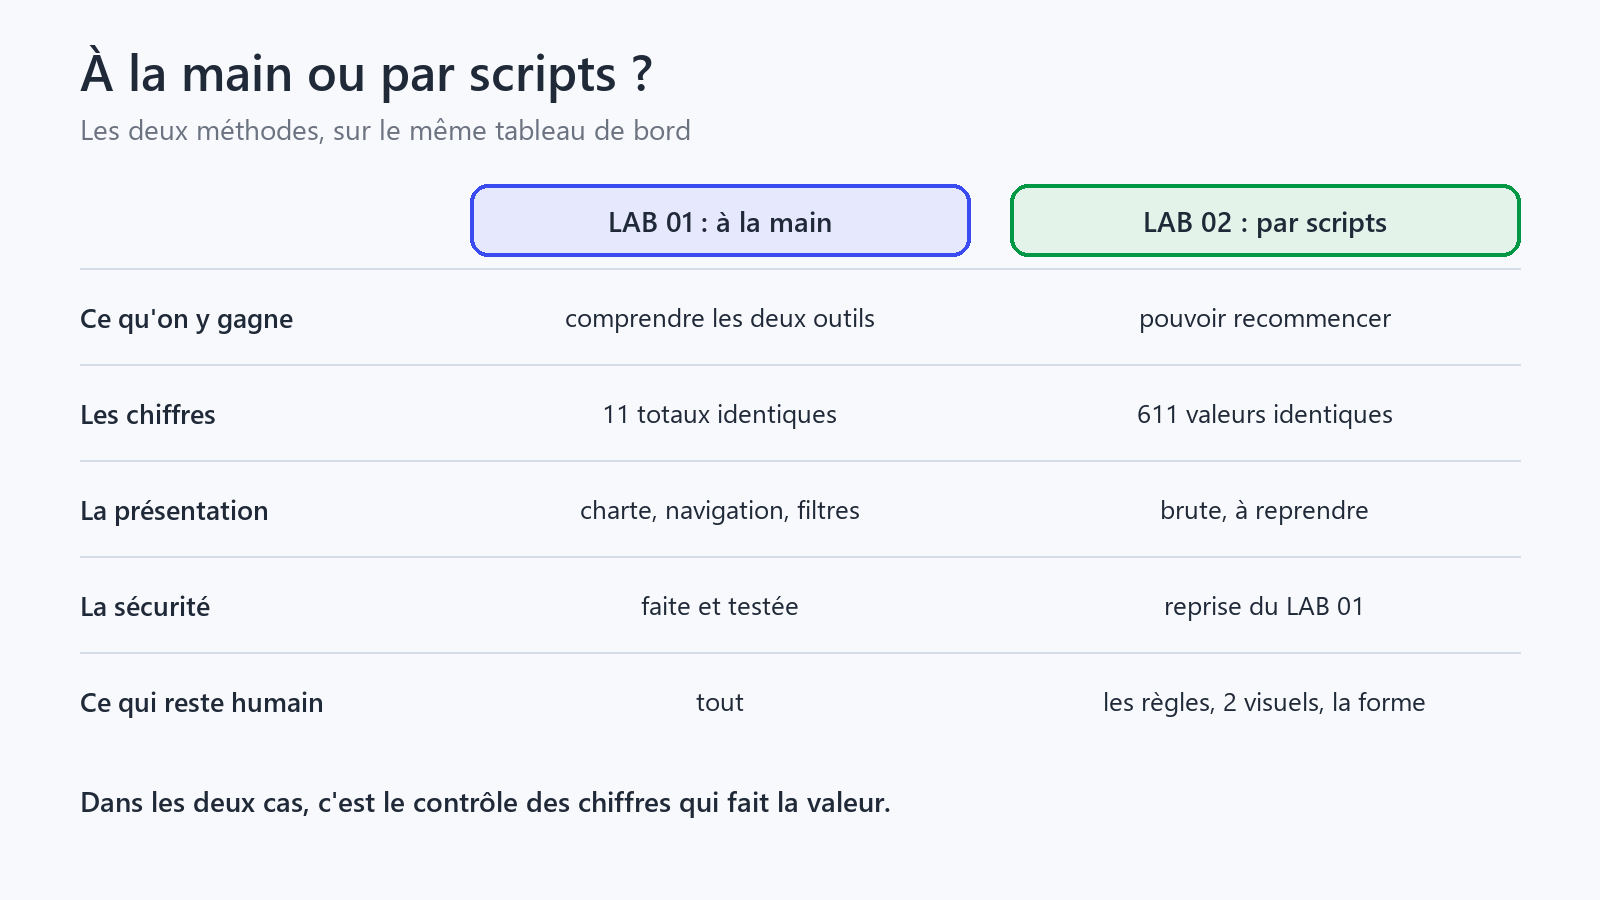 À la main ou par scripts ?
Les deux méthodes, sur le même tableau de bord
LAB 01 : à la main
LAB 02 : par scripts
Ce qu'on y gagne
comprendre les deux outils
pouvoir recommencer
Les chiffres
11 totaux identiques
611 valeurs identiques
La présentation
charte, navigation, filtres
brute, à reprendre
La sécurité
faite et testée
reprise du LAB 01
Ce qui reste humain
tout
les règles, 2 visuels, la forme
Dans les deux cas, c'est le contrôle des chiffres qui fait la valeur.